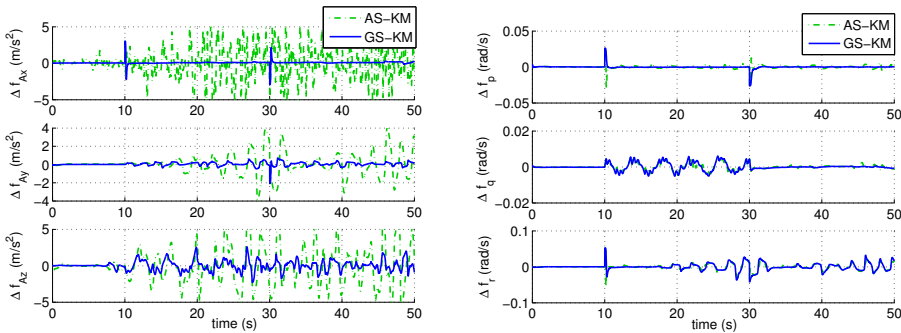 AS-KM
GS-KM
Δ f_Ax (m/s²)
5
0
-5
0 10 20 30 40 50
Δ f_Ay (m/s²)
4
2
0
-2
-4
0 10 20 30 40 50
Δ f_Az (m/s²)
5
0
-5
0 10 20 30 40 50
time (s)
AS-KM
GS-KM
Δ f_p (rad/s)
0.05
0
-0.05
0 10 20 30 40 50
Δ f_q (rad/s)
0.02
0
-0.02
0 10 20 30 40 50
Δ f_r (rad/s)
0.1
0
-0.1
0 10 20 30 40 50
time (s)